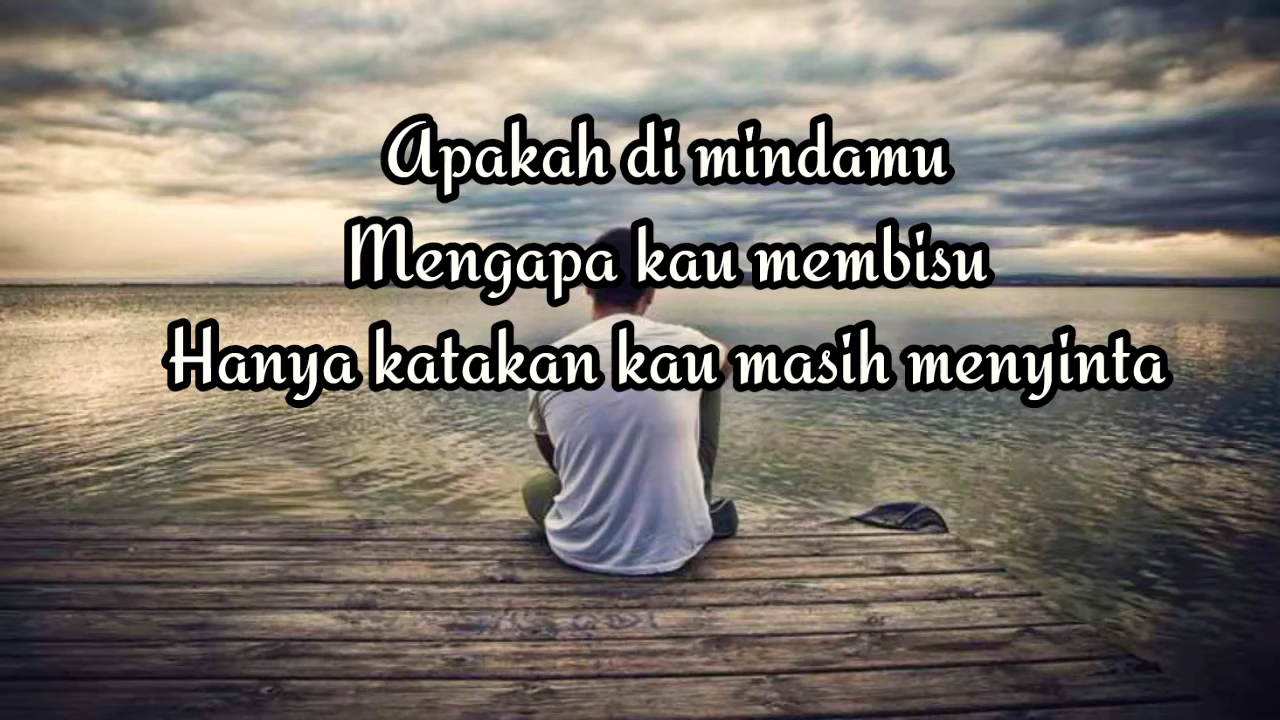 Apakah di mindamu
Mengapa kau membisu
Hanya katakan kau masih menyinta